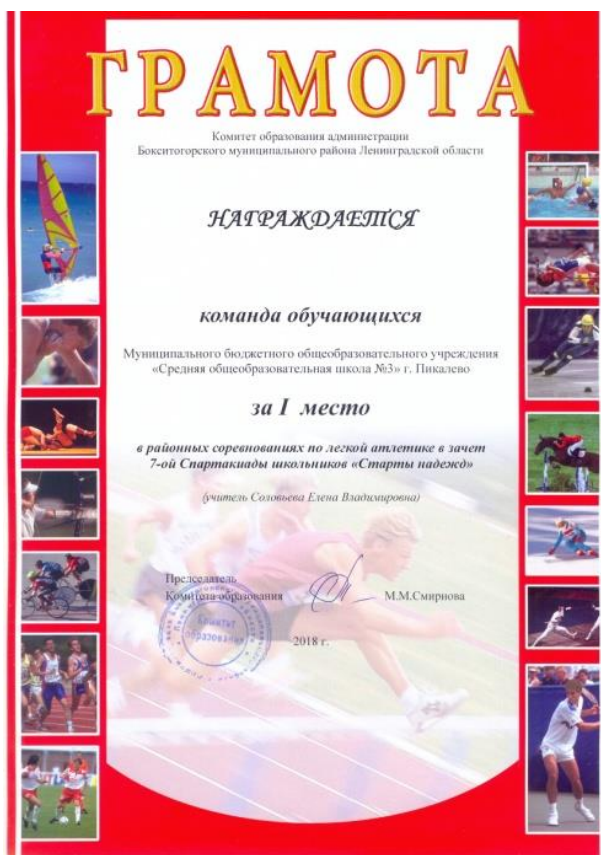 ГРАМОТА
Комитет образования администрации
Бокситогорского муниципального района Ленинградской области
НАГРАЖДАЕТСЯ
команда обучающихся
Муниципального бюджетного общеобразовательного учреждения
«Средняя общеобразовательная школа №3» г. Пикалево
за I место
в районных соревнованиях по легкой атлетике в зачет
7-ой Спартакиады школьников «Старты надежд»
(учитель Соловьева Елена Владимировна)
Председатель
Комитета образования М.М.Смирнова
Комитет
образования
2018 г.